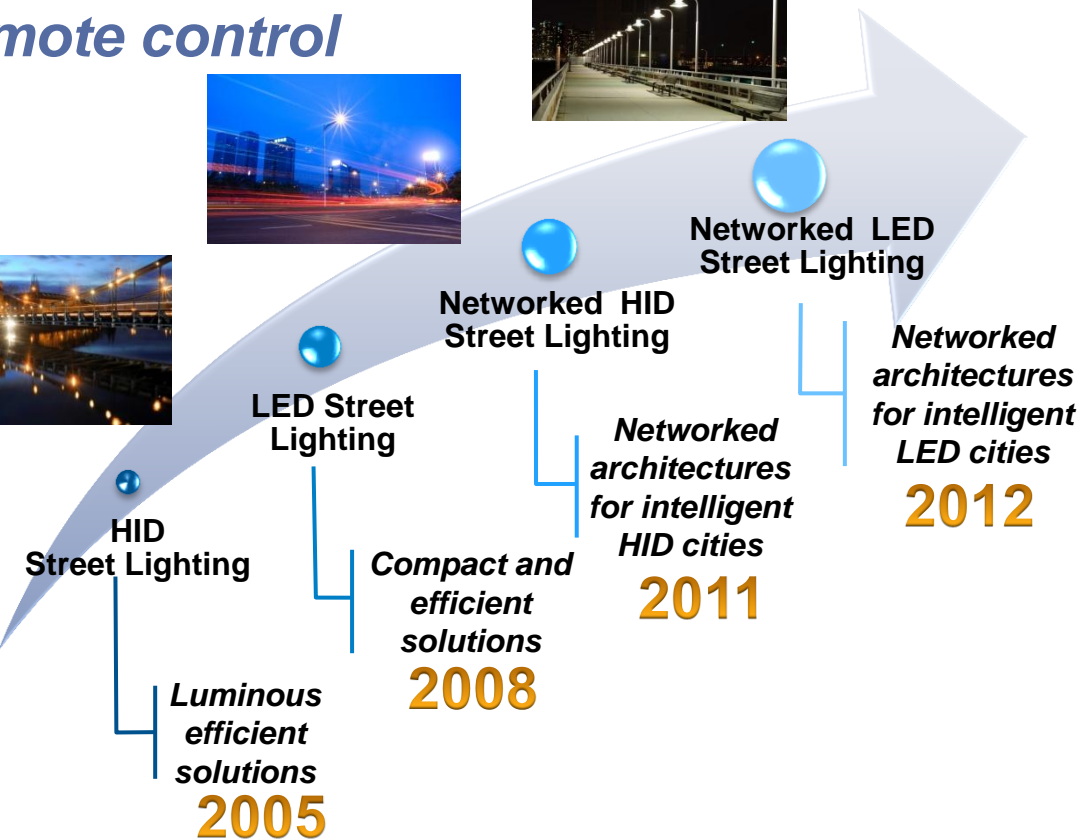 mote control
Networked LED
Street Lighting
Networked HID
Street Lighting
Networked
architectures
for intelligent
LED cities
2012
LED Street
Lighting
Networked
architectures
for intelligent
HID cities
2011
HID
Street Lighting
Compact and
efficient
solutions
2008
Luminous
efficient
solutions
2005